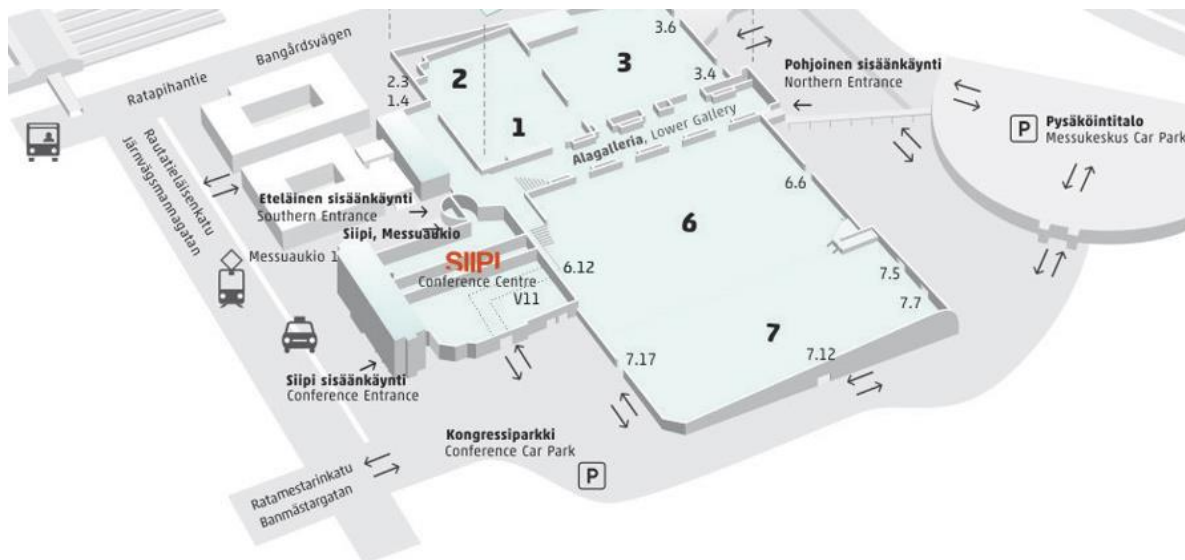 3.6
Bangårdsvägen
Ratapihantie
2
3
2.3
1.4
3.4
Pohjoinen sisäänkäynti
Northern Entrance
1
Alagalleria, Lower Gallery
P
Pysäköintitalo
Messukeskus Car Park
Rautatieläisenkatu
Järnvägsmannagatan
Eteläinen sisäänkäynti
Southern Entrance
6.6
Siipi, Messuaukio
6
Messuaukio 1
SIIPI
Conference Centre
V11
6.12
7.5
7.7
7
7.12
7.17
Siipi sisäänkäynti
Conference Entrance
Kongressiparkki
Conference Car Park
P
Ratamestarinkatu
Banmästargatan